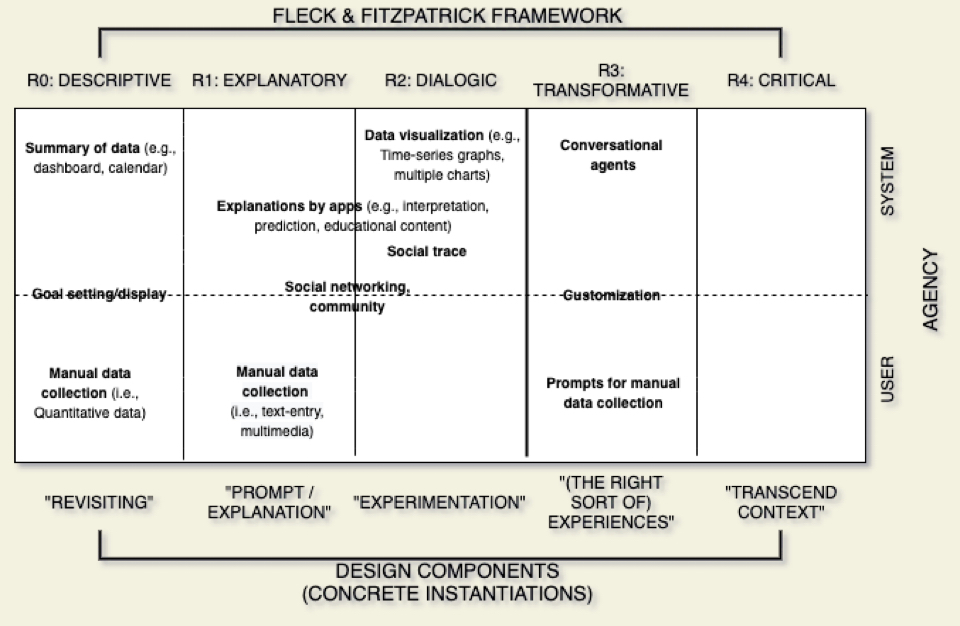 FLECK & FITZPATRICK FRAMEWORK
R0: DESCRIPTIVE
R1: EXPLANATORY
R2: DIALOGIC
R3:
TRANSFORMATIVE
R4: CRITICAL
Summary of data (e.g.,
dashboard, calendar)
Data visualization (e.g.,
Time-series graphs,
multiple charts)
Conversational
agents
Explanations by apps (e.g., interpretation,
prediction, educational content)
Social trace
Goal setting/display
Social networking,
community
Customization
Manual data
collection (i.e.,
Quantitative data)
Manual data
collection
(i.e., text-entry,
multimedia)
Prompts for manual
data collection
SYSTEM
AGENCY
USER
"REVISITING"
"PROMPT /
EXPLANATION"
"EXPERIMENTATION"
"(THE RIGHT
SORT OF)
EXPERIENCES"
"TRANSCEND
CONTEXT"
DESIGN COMPONENTS
(CONCRETE INSTANTIATIONS)